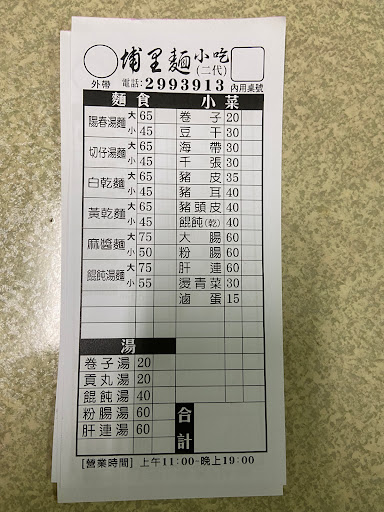 埔里麵小吃
(二代)
外帶 電話:2993913 內用桌號
麵食 小菜
陽春湯麵 大 65 卷子 20
小 45 豆干 30
切仔湯麵 大 65 海帶 30
小 45 千張 30
白乾麵 大 65 豬皮 35
小 45 豬耳 40
黃乾麵 大 65 豬頭皮 40
小 45 餛飩(乾) 40
麻醬麵 大 75 大腸 60
小 50 粉腸 60
餛飩湯麵 大 75 肝連 60
小 55 燙青菜 30
滷蛋 15
湯
卷子湯 20
貢丸湯 20
餛飩湯 40
粉腸湯 60
肝連湯 60
合計
[營業時間] 上午11:00~晚上19:00